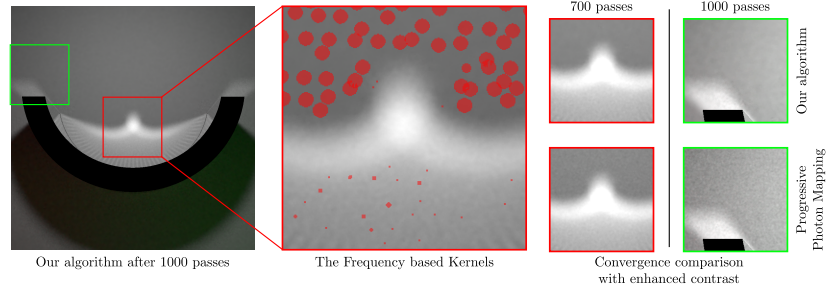 700 passes
1000 passes
Our algorithm
Progressive
Photon Mapping
Our algorithm after 1000 passes
The Frequency based Kernels
Convergence comparison
with enhanced contrast